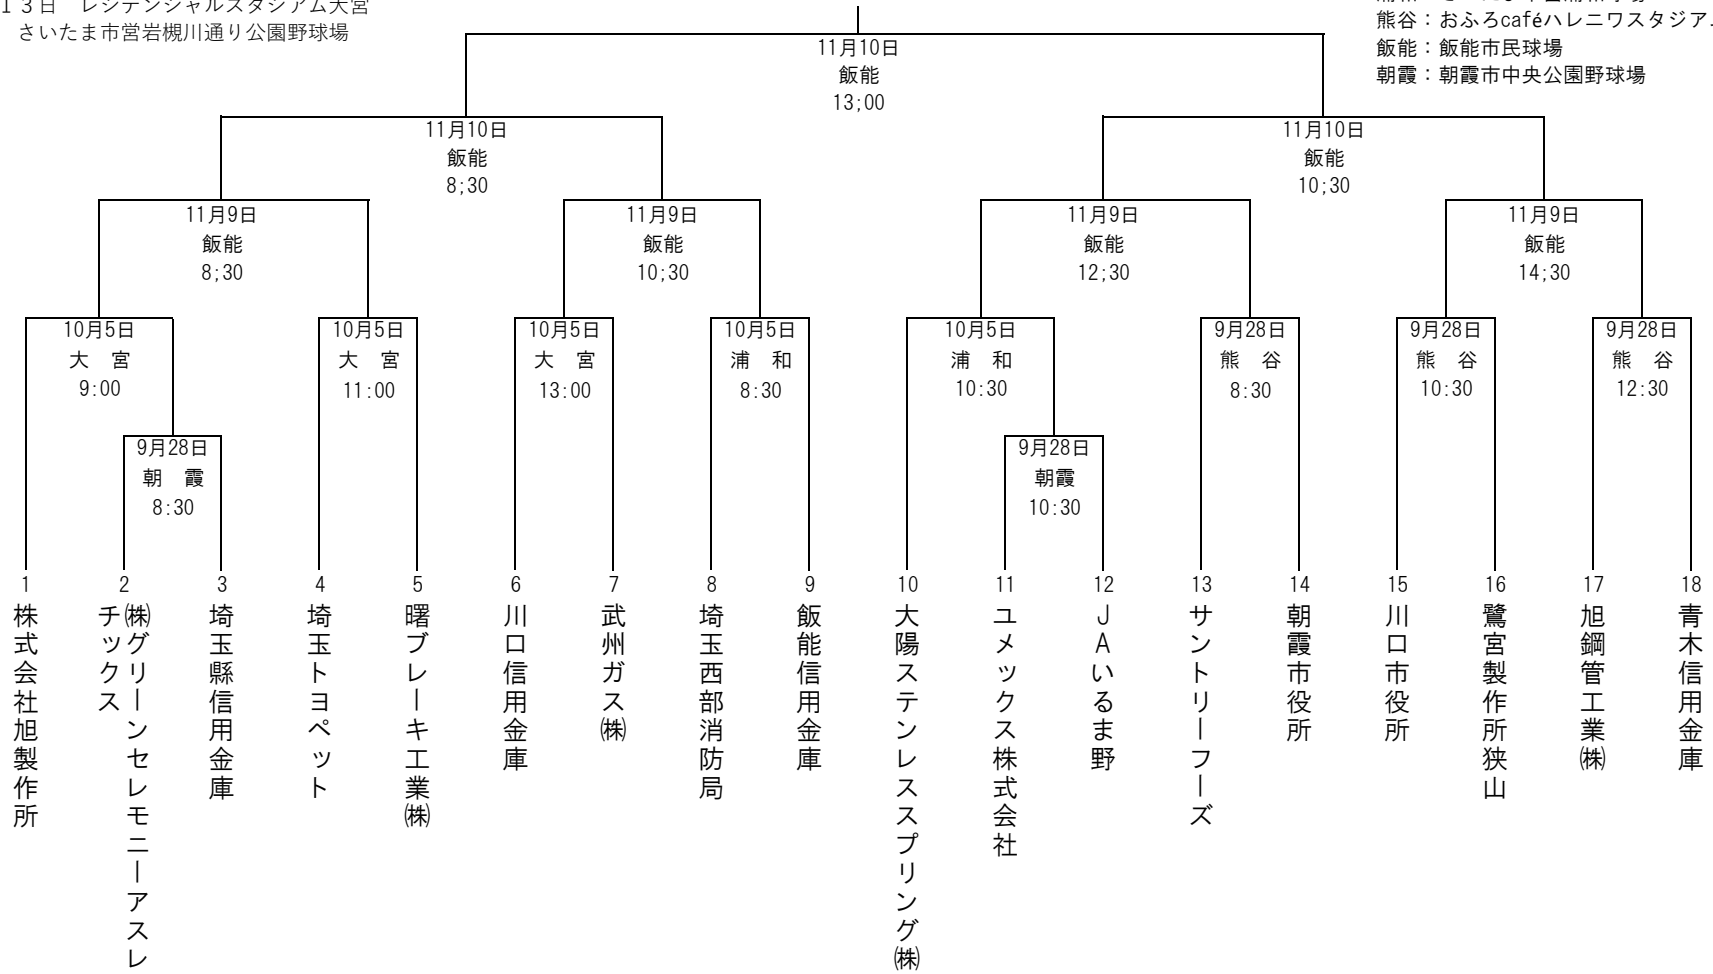 13日　レジデンシャルスタジアム大宮
さいたま市営岩槻川通り公園野球場
熊谷：おふろcaféハレニワスタジア
飯能：飯能市民球場
朝霞：朝霞市中央公園野球場
11月10日
飯能
13;00
11月10日
飯能
8;30
11月10日
飯能
10;30
11月9日
飯能
8;30
11月9日
飯能
10;30
11月9日
飯能
12;30
11月9日
飯能
14;30
10月5日
大　宮
9:00
10月5日
大　宮
11:00
10月5日
大　宮
13:00
10月5日
浦　和
8:30
10月5日
浦　和
10:30
9月28日
熊　谷
8:30
9月28日
熊　谷
10:30
9月28日
熊　谷
12:30
9月28日
朝　霞
8:30
9月28日
朝霞
10:30
1
株式会社旭製作所
2
㈱グリーンセレモニーアスレ
チックス
3
埼玉縣信用金庫
4
埼玉トヨペット
5
曙ブレーキ工業㈱
6
川口信用金庫
7
武州ガス㈱
8
埼玉西部消防局
9
飯能信用金庫
10
大陽ステンレススプリング㈱
11
ユメックス株式会社
12
JAいるま野
13
サントリーフーズ
14
朝霞市役所
15
川口市役所
16
鷺宮製作所狭山
17
旭鋼管工業㈱
18
青木信用金庫